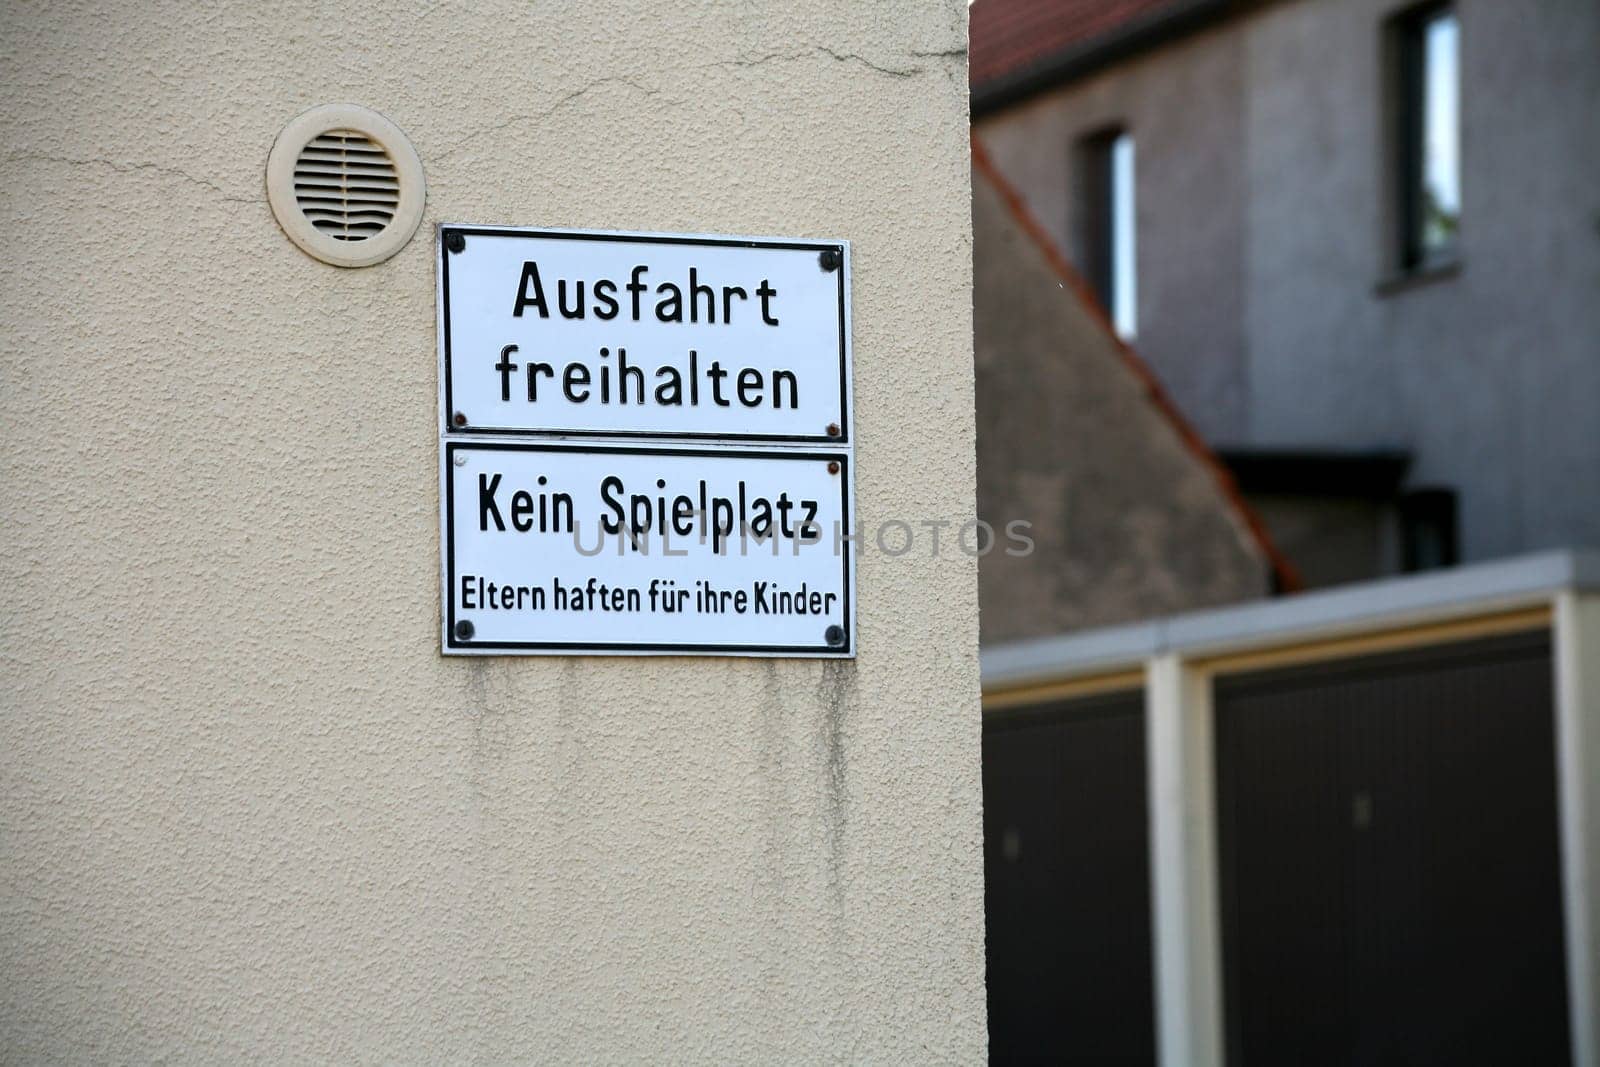 Ausfahrt
freihalten
Kein Spielplatz
Eltern haften für ihre Kinder
UNLIMPHOTOS